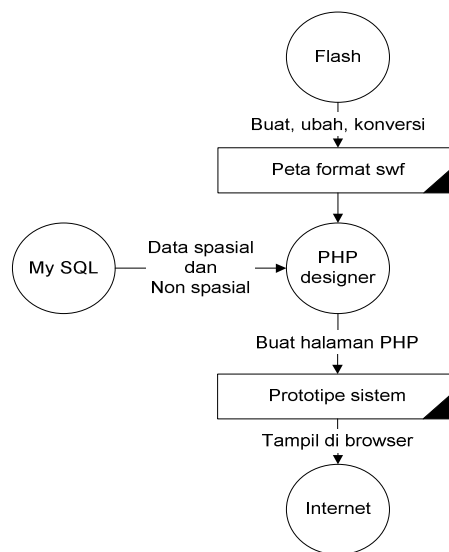 Flash
Buat, ubah, konversi
Peta format swf
My SQL
Data spasial
dan
Non spasial
PHP
designer
Buat halaman PHP
Prototipe sistem
Tampil di browser
Internet